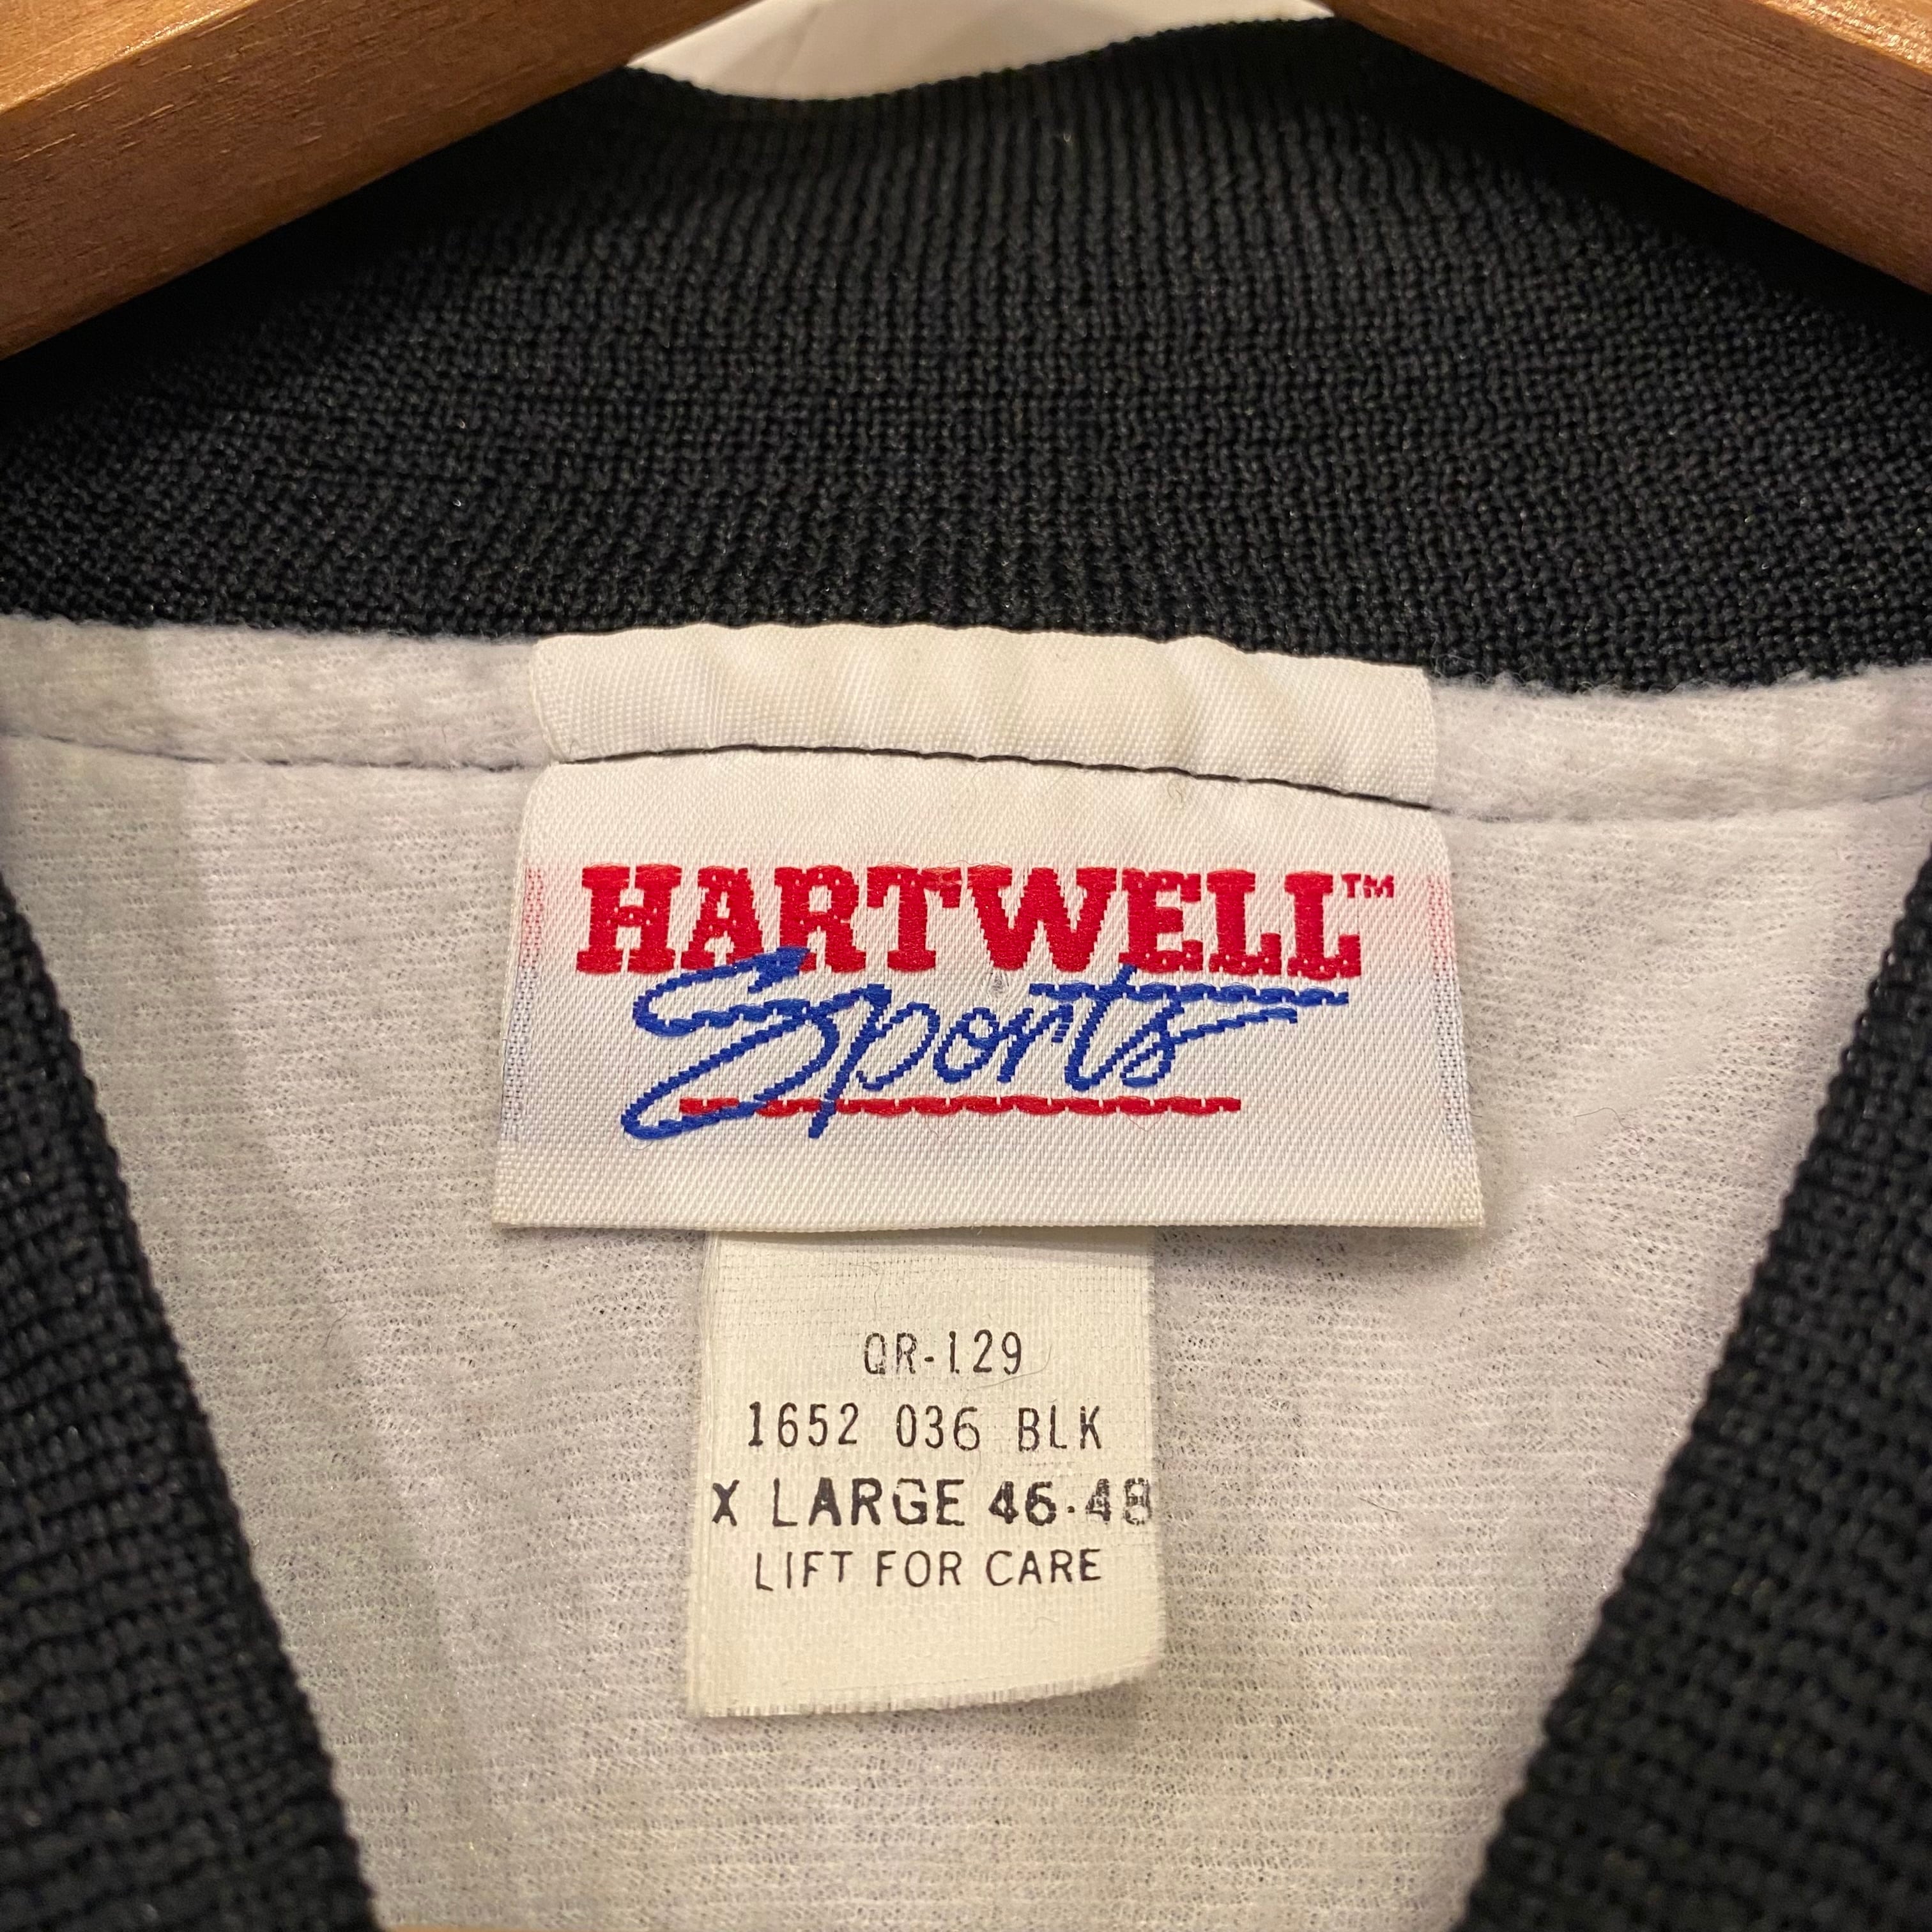 HARTWELL™
Sports
QR-129
1652 036 BLK
X LARGE 46-48
LIFT FOR CARE